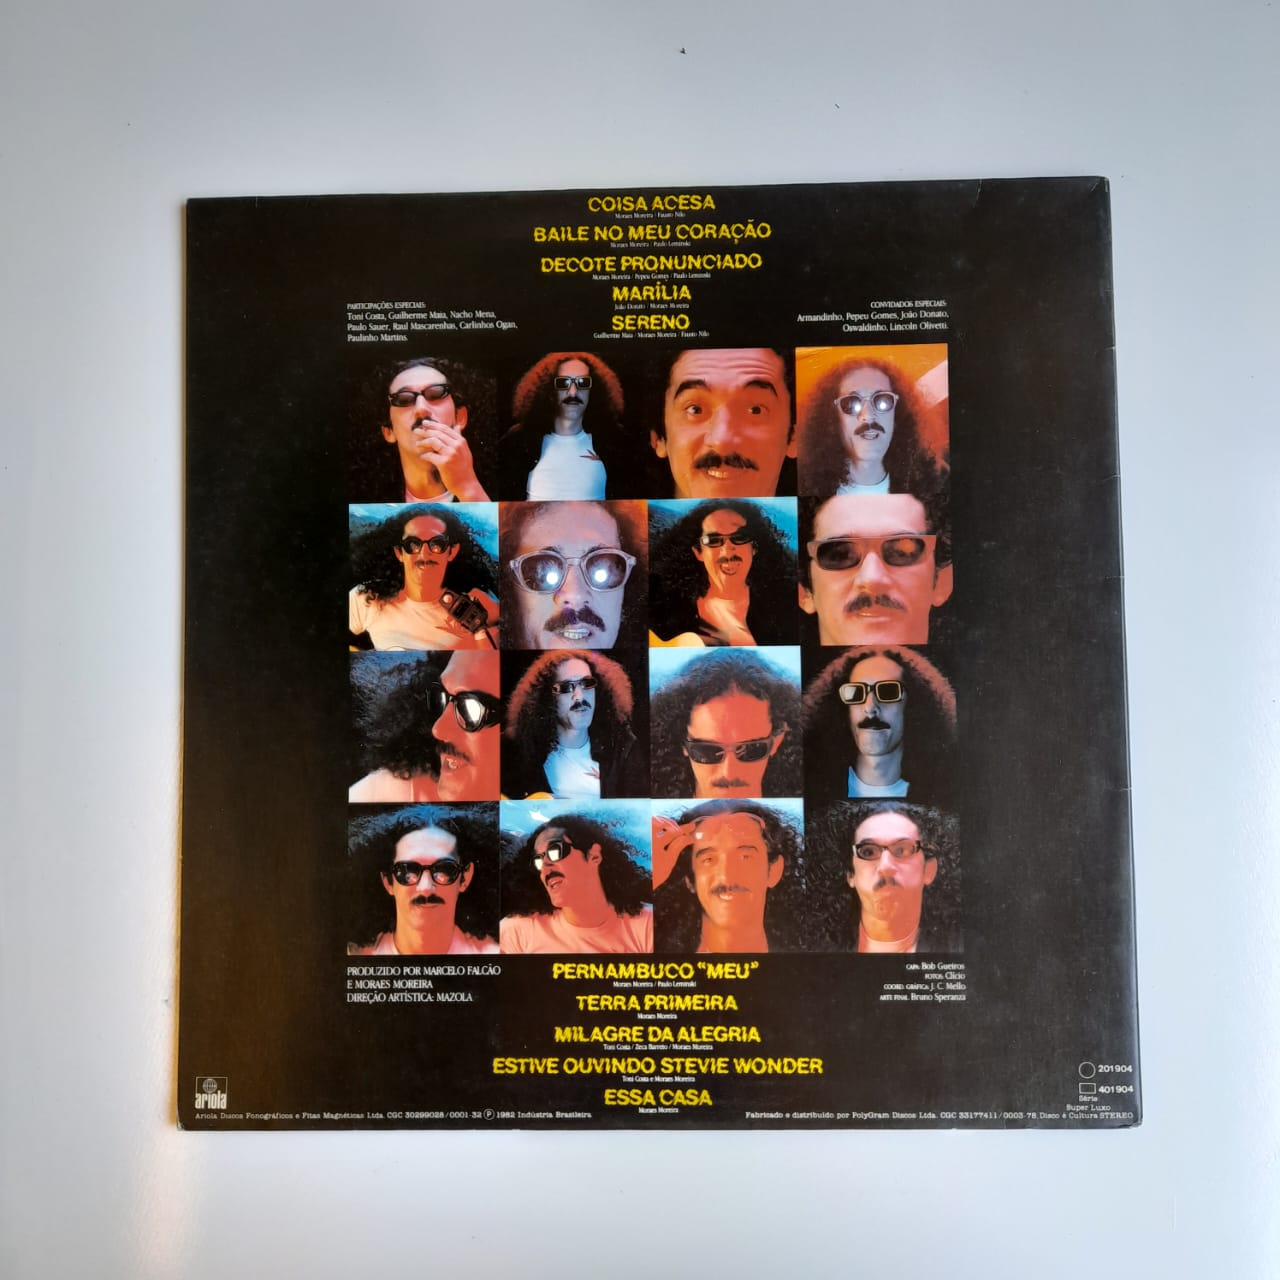 COISA ACESA
Moraes Moreira / Fausto Nilo
BAILE NO MEU CORAÇÃO
Moraes Moreira / Paulo Leminski
DECOTE PRONUNCIADO
Moraes Moreira / Pepeu Gomes / Paulo Leminski
MARÍLIA
João Donato / Moraes Moreira
SERENO
Guilherme Maia / Moraes Moreira / Fausto Nilo
PARTICIPAÇÕES ESPECIAIS:
Toni Costa, Guilherme Maia, Nacho Mena,
Paulo Sauer, Raul Mascarenhas, Carlinhos Ogan,
Paulinho Martins.
CONVIDADOS ESPECIAIS:
Armandinho, Pepeu Gomes, João Donato,
Oswaldinho, Lincoln Olivetti.
PRODUZIDO POR MARCELO FALCÃO
E MORAES MOREIRA
DIREÇÃO ARTÍSTICA: MAZOLA
PERNAMBUCO "MEU"
Moraes Moreira / Paulo Leminski
TERRA PRIMEIRA
Moraes Moreira
MILAGRE DA ALEGRIA
Toni Costa / Zeca Barreto / Moraes Moreira
ESTIVE OUVINDO STEVIE WONDER
Toni Costa e Moraes Moreira
ESSA CASA
Moraes Moreira
CAPA: Bob Gueiros
FOTOS: Clício
COORD. GRÁFICA: J. C. Mello
ARTE FINAL: Bruno Speranza
201 904
401 904
Série
Super Luxo
ariola
Ariola Discos Fonográficos e Fitas Magnéticas Ltda. CGC 30299028/0001-32 Ⓟ 1982 Indústria Brasileira
Fabricado e distribuído por PolyGram Discos Ltda. CGC 33177411/0003-78 Disco é Cultura STEREO